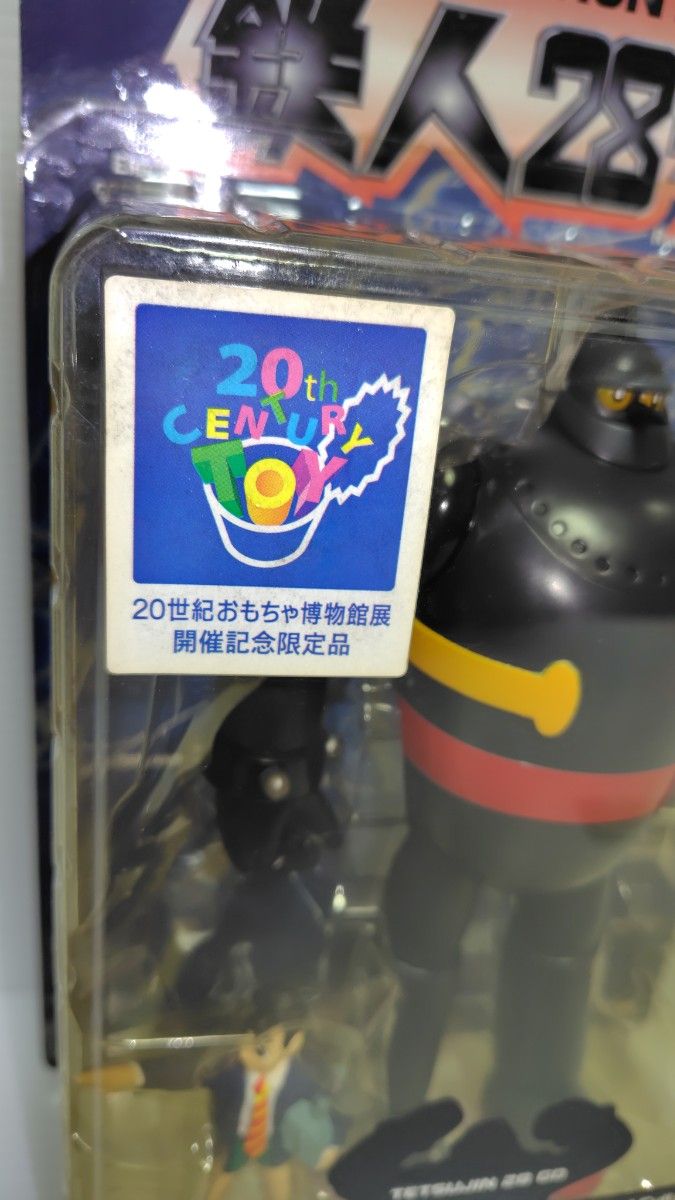 鉄人28
20th
CENTURY
TOY
20世紀おもちゃ博物館展
開催記念限定品
TETSUJIN 28 GO